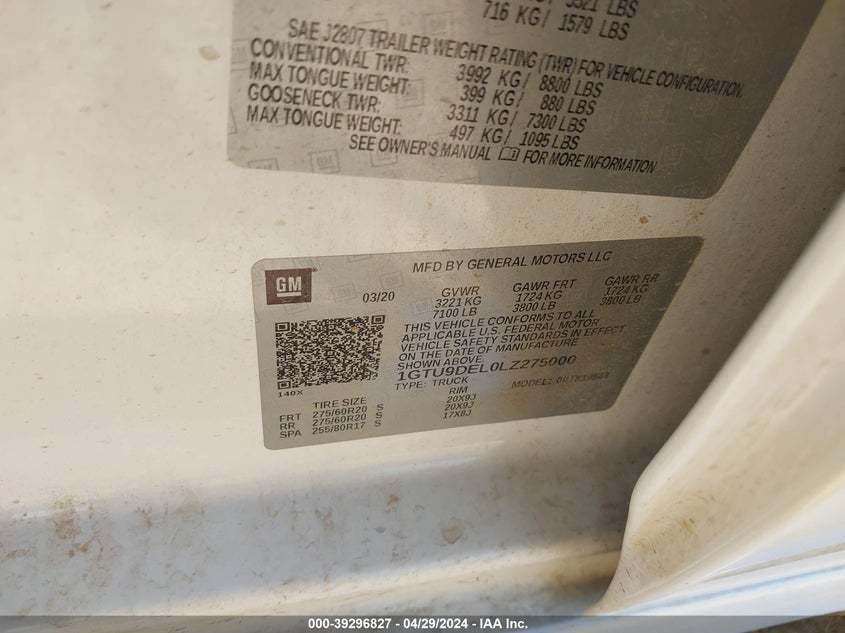 3521 LBS
716 KG/ 1579 LBS
SAE J2807 TRAILER WEIGHT RATING (TWR) FOR VEHICLE CONFIGURATION.
CONVENTIONAL TWR: 3992 KG/ 8800 LBS
MAX TONGUE WEIGHT: 399 KG/ 880 LBS
GOOSENECK TWR: 3311 KG/ 7300 LBS
MAX TONGUE WEIGHT: 497 KG/ 1095 LBS
SEE OWNER'S MANUAL FOR MORE INFORMATION
GM
MFD BY GENERAL MOTORS LLC
03/20 GVWR GAWR FRT GAWR RR
3221 KG 1724 KG 1724 KG
7100 LB 3800 LB 3800 LB
THIS VEHICLE CONFORMS TO ALL
APPLICABLE U.S. FEDERAL MOTOR
VEHICLE SAFETY STANDARDS IN EFFECT
ON THE DATE OF MANUFACTURE
SHOWN ABOVE.
1GTU9DEL0LZ275000
TYPE: TRUCK MODEL:
140X
TIRE SIZE RIM
FRT 275/60R20 S 20X9J
RR 275/60R20 S 20X9J
SPA 255/80R17 S 17X8J
000-39296827 - 04/29/2024 - IAA Inc.